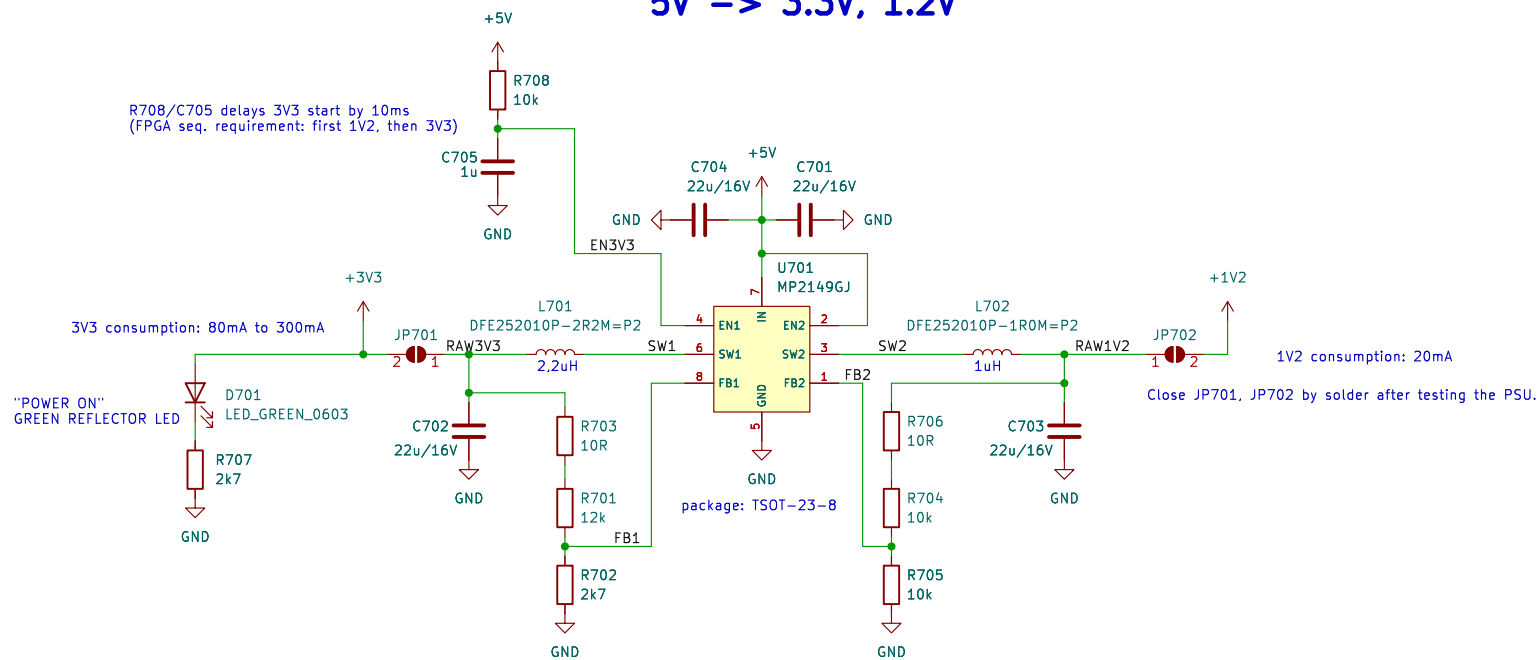 5V -> 3.3V, 1.2V
+5V
R708
10k
R708/C705 delays 3V3 start by 10ms
(FPGA seq. requirement: first 1V2, then 3V3)
C705
1u
GND
+5V
C704
22u/16V
C701
22u/16V
GND
GND
EN3V3
U701
MP2149GJ
+3V3
+1V2
7
IN
L701
DFE252010P-2R2M=P2
2,2uH
L702
DFE252010P-1R0M=P2
1uH
3V3 consumption: 80mA to 300mA
JP701
2
1
RAW3V3
SW1
4
EN1
EN2
2
6
SW1
SW2
3
8
FB1
FB2
1
GND
5
SW2
RAW1V2
JP702
1
2
1V2 consumption: 20mA
FB2
Close JP701, JP702 by solder after testing the PSU.
"POWER ON"
GREEN REFLECTOR LED
D701
LED_GREEN_0603
C702
22u/16V
R703
10R
R706
10R
C703
22u/16V
R707
2k7
GND
GND
GND
GND
R701
12k
package: TSOT-23-8
R704
10k
FB1
R702
2k7
R705
10k
GND
GND